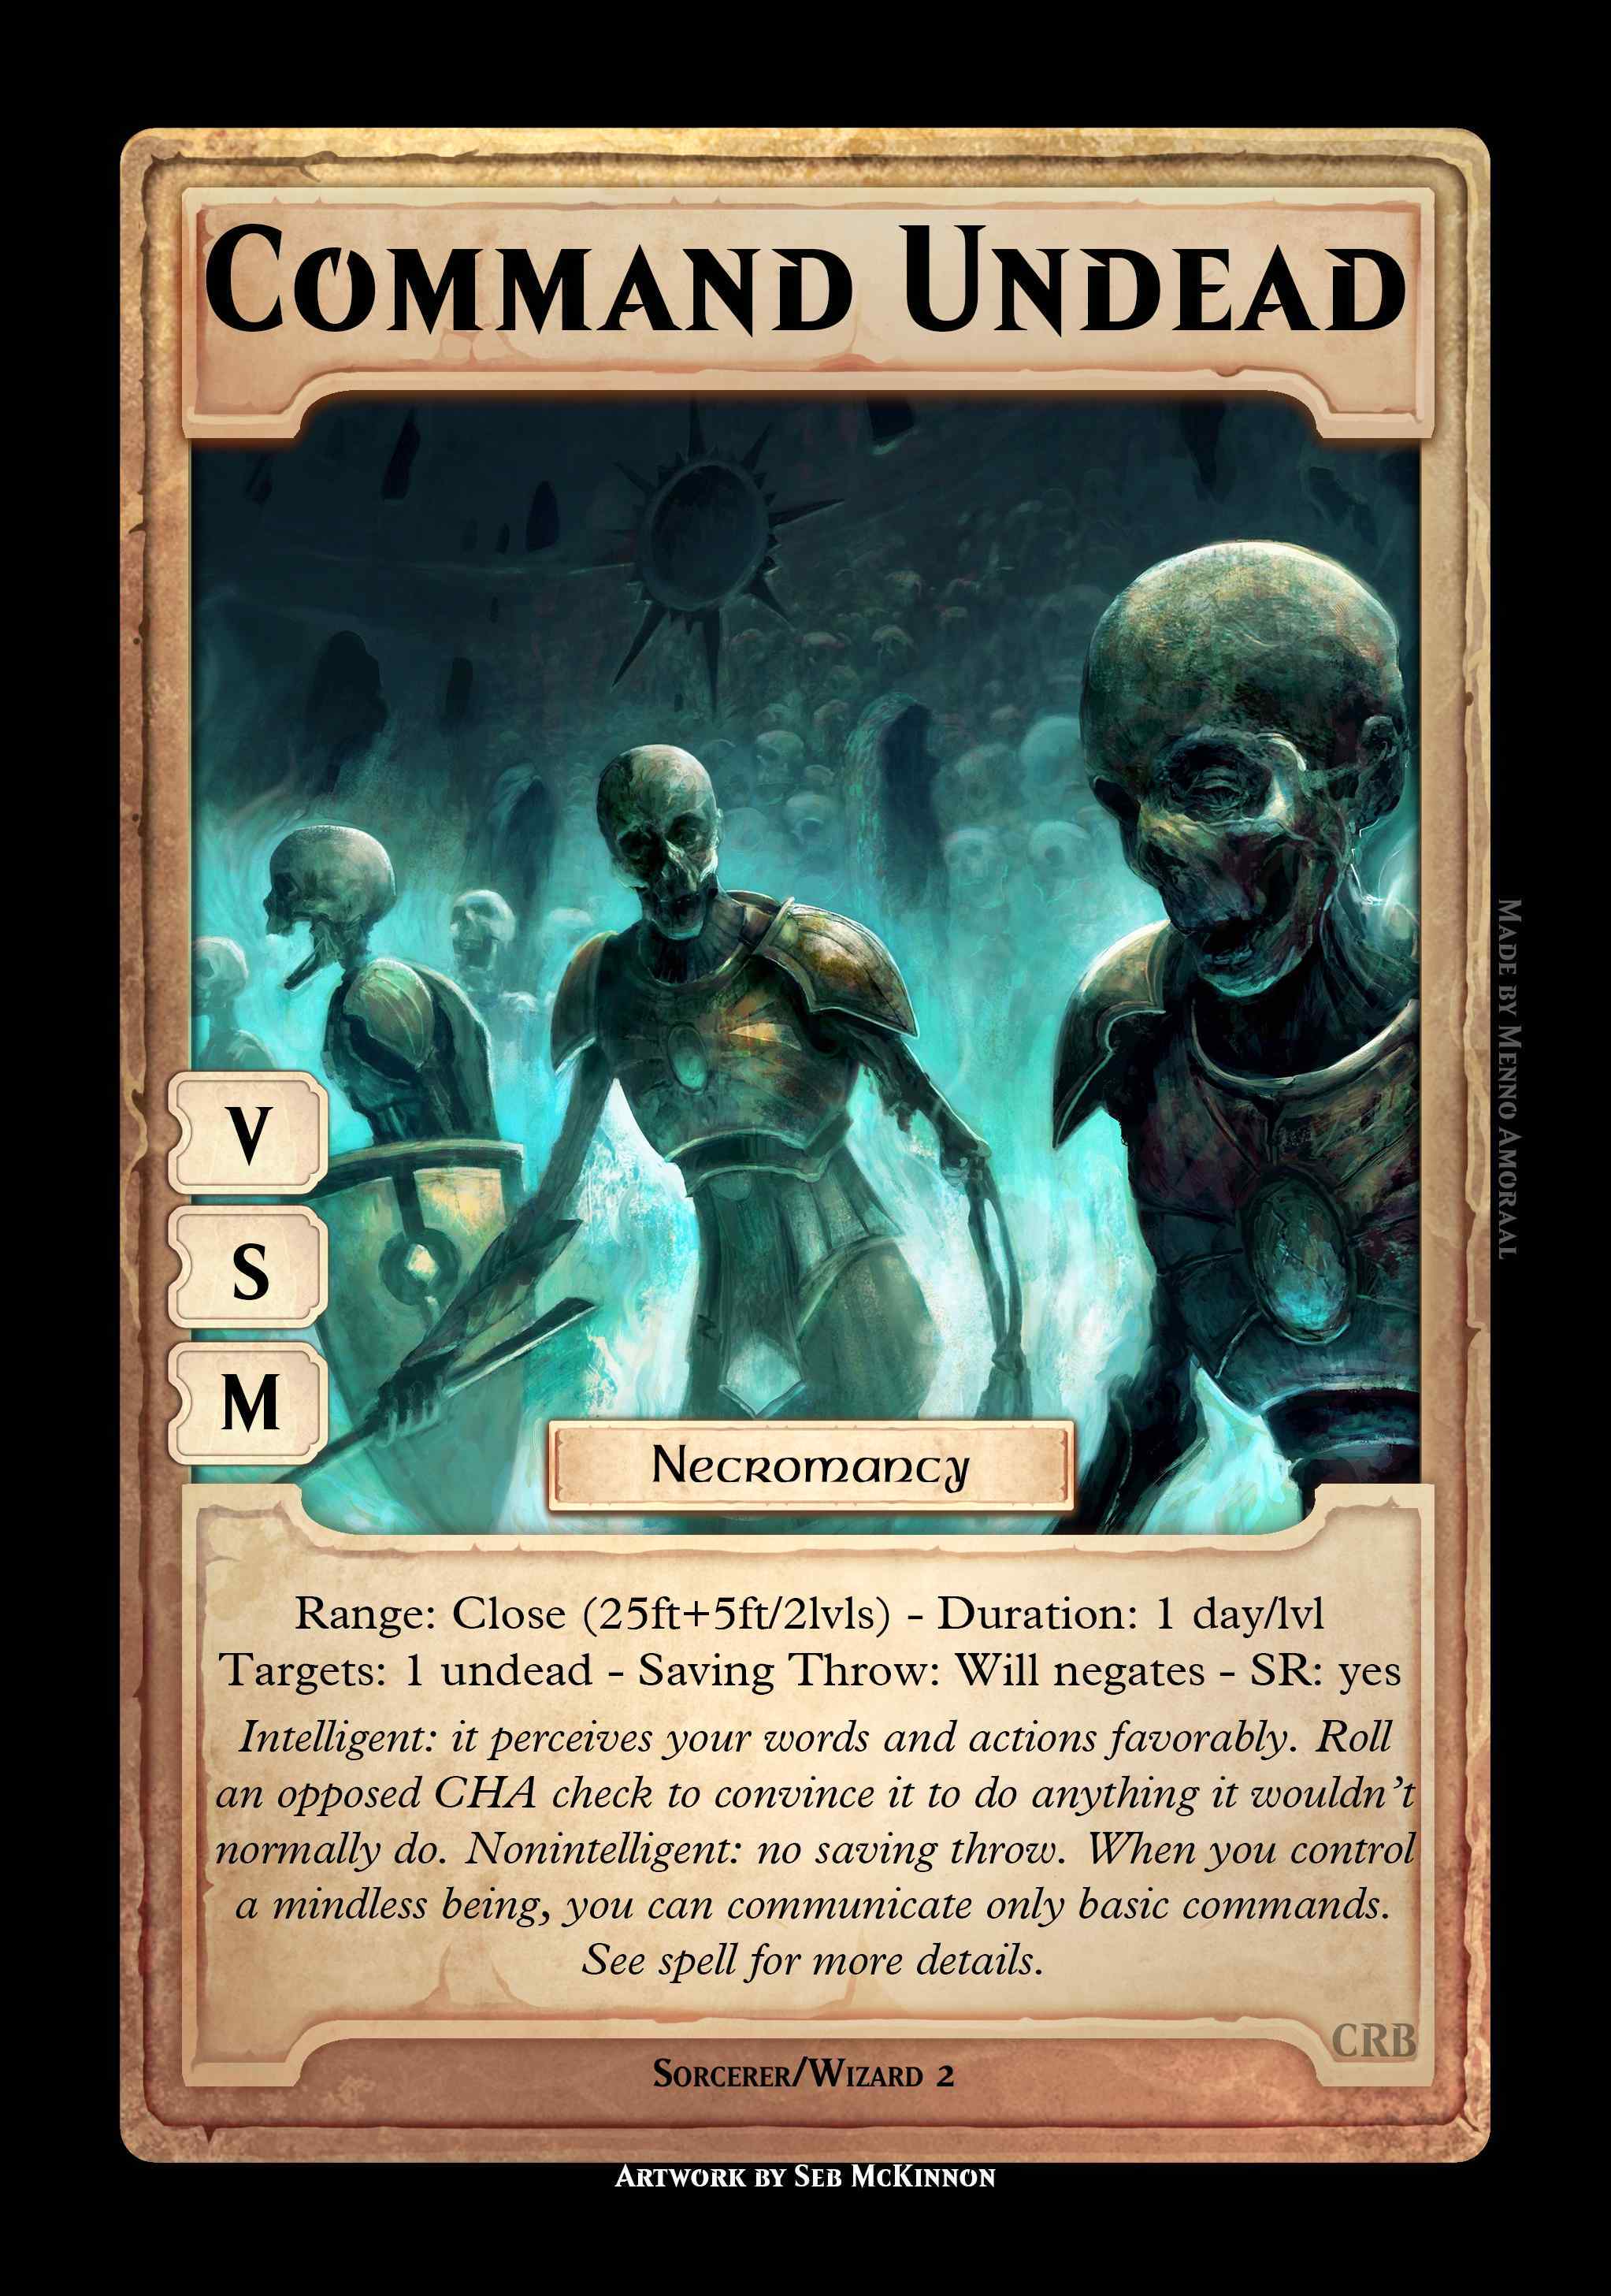 Command Undead
V
S
M
Necromancy
Range: Close (25ft+5ft/2lvls) - Duration: 1 day/lvl
Targets: 1 undead - Saving Throw: Will negates - SR: yes
Intelligent: it perceives your words and actions favorably. Roll
an opposed CHA check to convince it to do anything it wouldn't
normally do. Nonintelligent: no saving throw. When you control
a mindless being, you can communicate only basic commands.
See spell for more details.
CRB
Sorcerer/Wizard 2
Artwork by Seb McKinnon
Made by Menno Amoraal